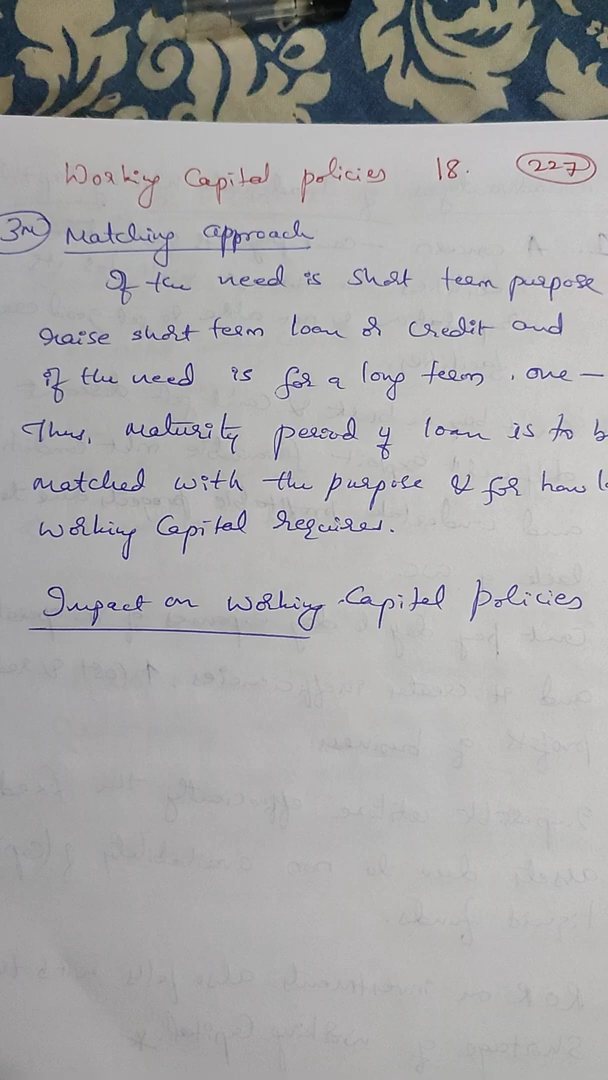 Working Capital policies 18. 227
3rd Matching approach
If the need is short term purpose
raise short term loan or credit and
if the need is for a long term, one —
Thus, maturity period of loan is to b
matched with the purpose & for how l
working Capital requires.
Impact on working Capital policies